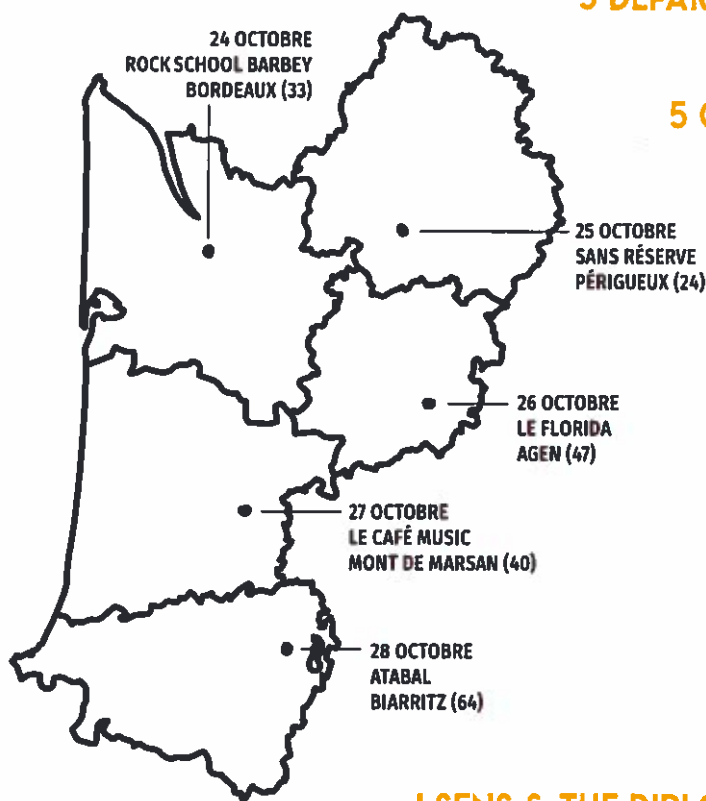 24 OCTOBRE
ROCK SCHOOL BARBEY
BORDEAUX (33)
25 OCTOBRE
SANS RÉSERVE
PÉRIGUEUX (24)
26 OCTOBRE
LE FLORIDA
AGEN (47)
27 OCTOBRE
LE CAFÉ MUSIC
MONT DE MARSAN (40)
28 OCTOBRE
ATABAL
BIARRITZ (64)